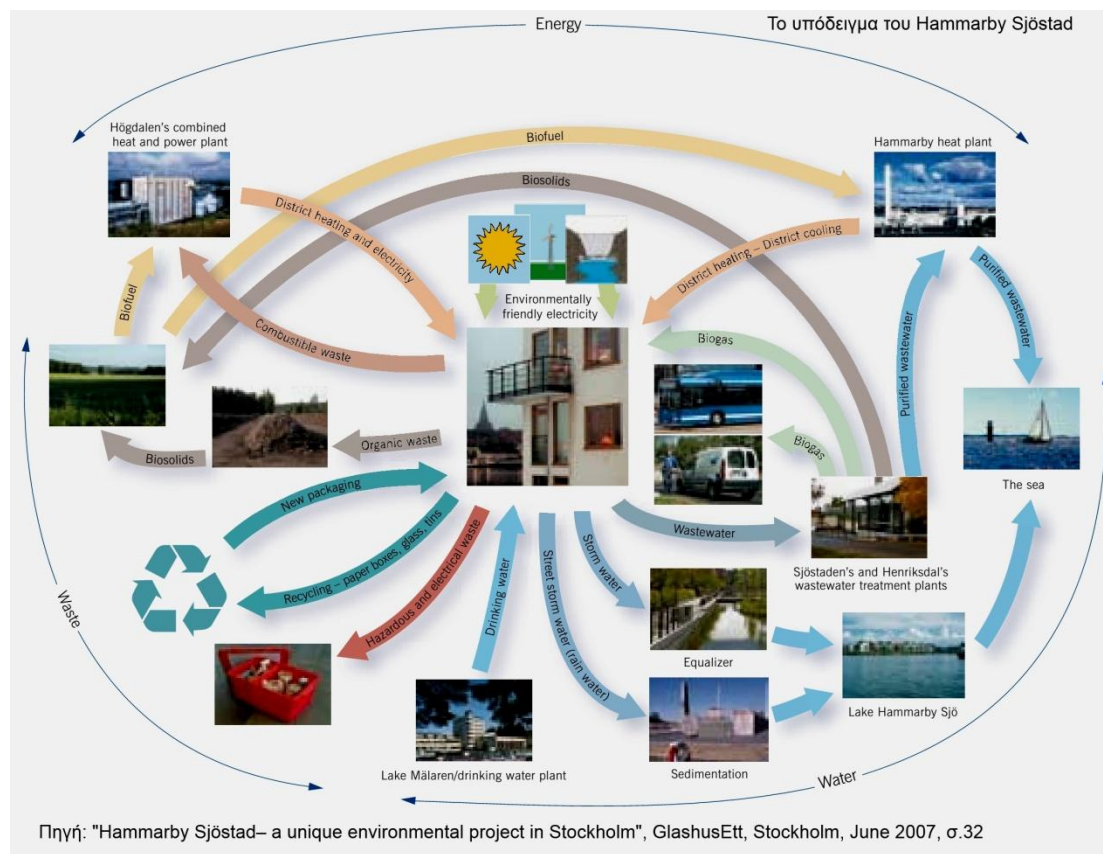 Το υπόδειγμα του Hammarby Sjöstad
Energy
Högdalen's combined
heat and power plant
Biofuel
Hammarby heat plant
Biosolids
District heating and electricity
District heating – District cooling
Purified wastewater
Environmentally
friendly electricity
Biofuel
Combustible waste
Biogas
Purified wastewater
Organic waste
Biosolids
Biogas
The sea
New packaging
Wastewater
Sjöstaden's and Henriksdal's
wastewater treatment plants
Recycling – paper boxes, glass, tins
Hazardous and electrical waste
Drinking water
Street storm water (rain water)
Storm water
Waste
Equalizer
Lake Hammarby Sjö
Lake Mälaren/drinking water plant
Sedimentation
Water
Πηγή: "Hammarby Sjöstad– a unique environmental project in Stockholm", GlashusEtt, Stockholm, June 2007, σ.32